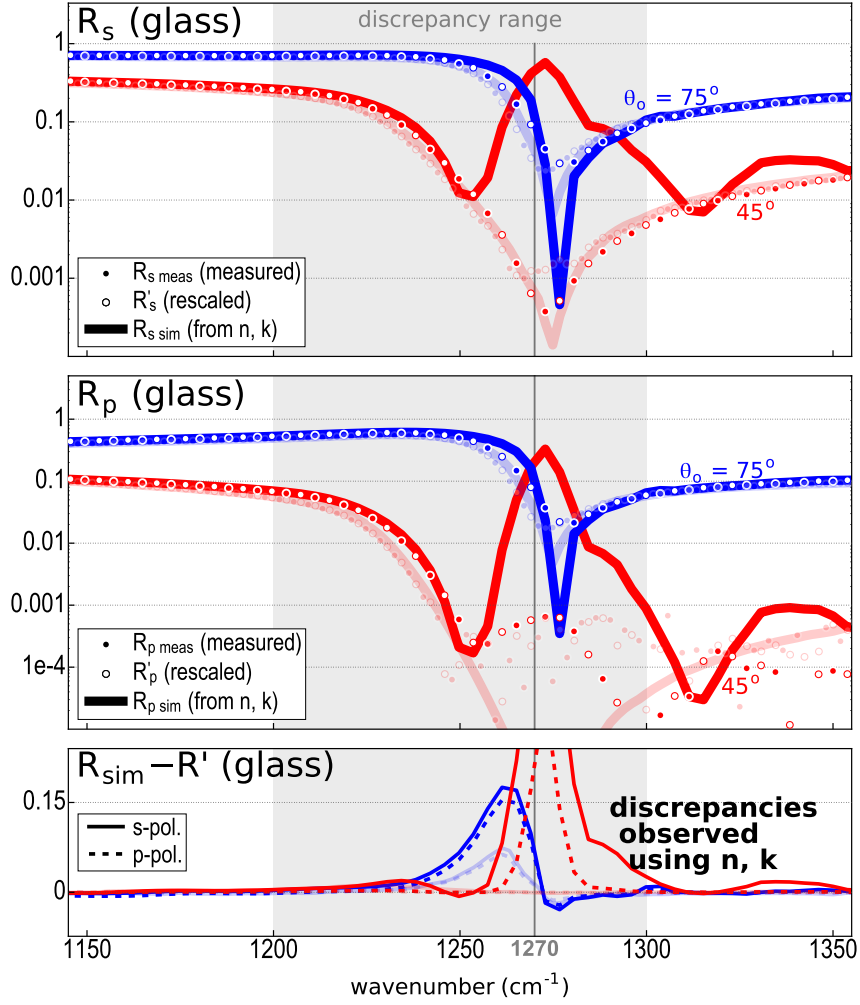 discrepancy range
Rₛ (glass)
1
0.1
0.01
0.001
θₒ = 75°
45°
Rₛ ₘₑₐₛ (measured)
R'ₛ (rescaled)
Rₛ ₛᵢₘ (from n, k)
Rₚ (glass)
1
0.1
0.01
0.001
1e-4
θₒ = 75°
45°
Rₚ ₘₑₐₛ (measured)
R'ₚ (rescaled)
Rₚ ₛᵢₘ (from n, k)
Rₛᵢₘ−R' (glass)
0.15
0
s-pol.
p-pol.
discrepancies
observed
using n, k
1150 1200 1250 1270 1300 1350
wavenumber (cm⁻¹)